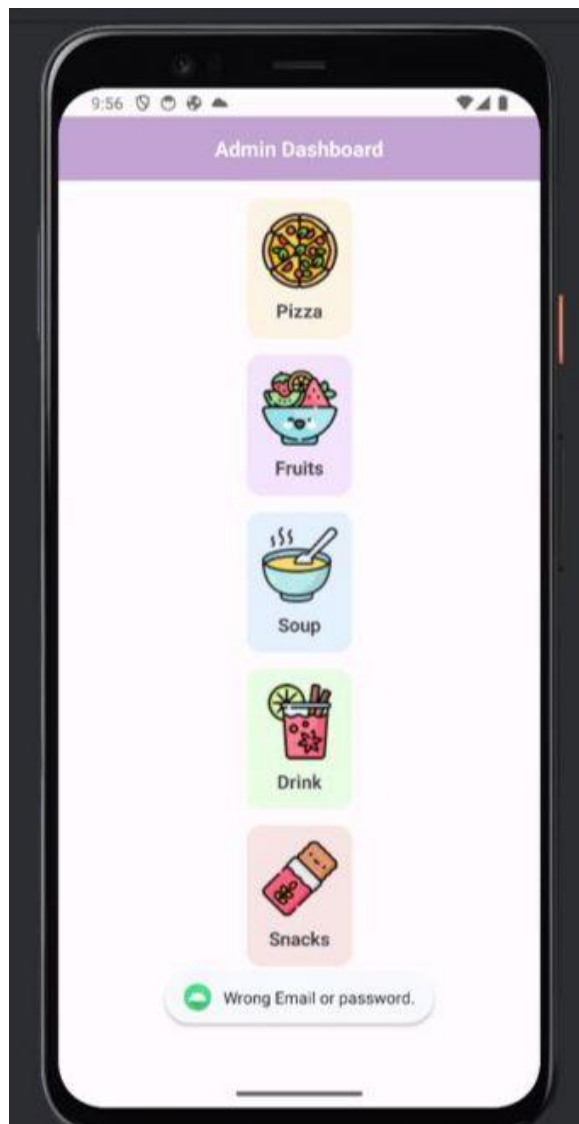 9:56
Admin Dashboard
Pizza
Fruits
Soup
Drink
Snacks
Wrong Email or password.